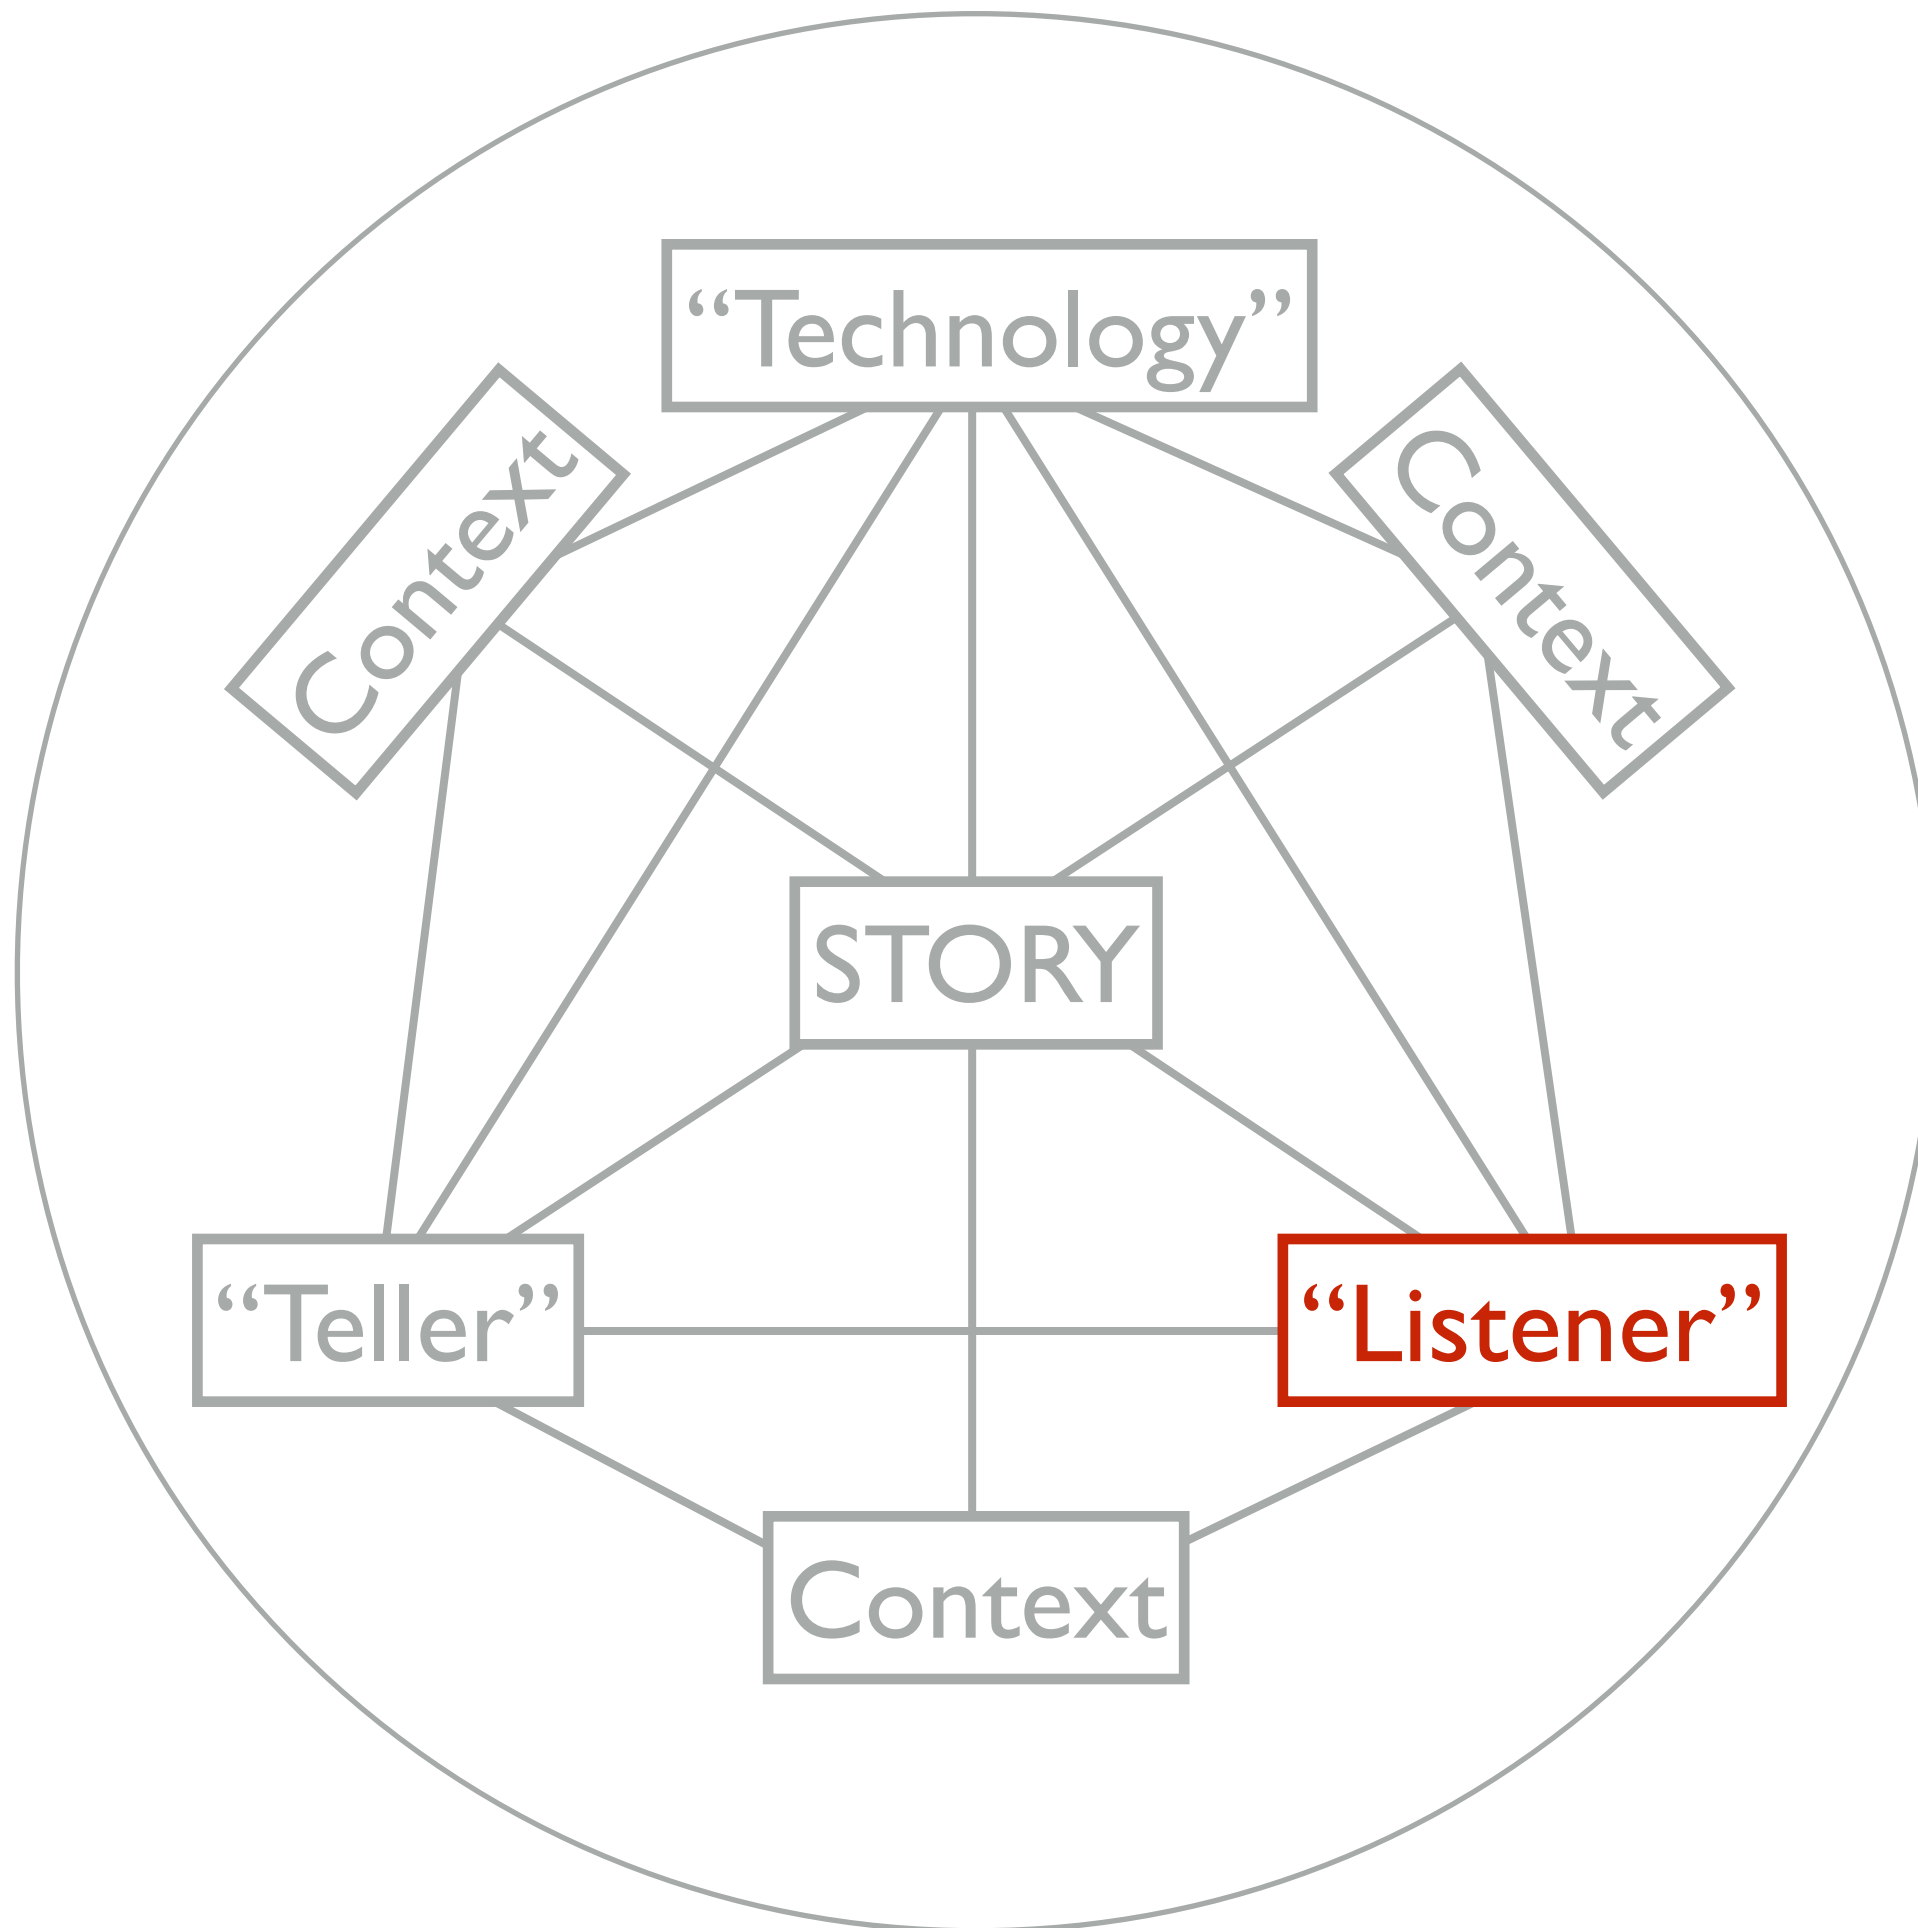 “Technology”
Context
Context
STORY
“Teller”
“Listener”
Context